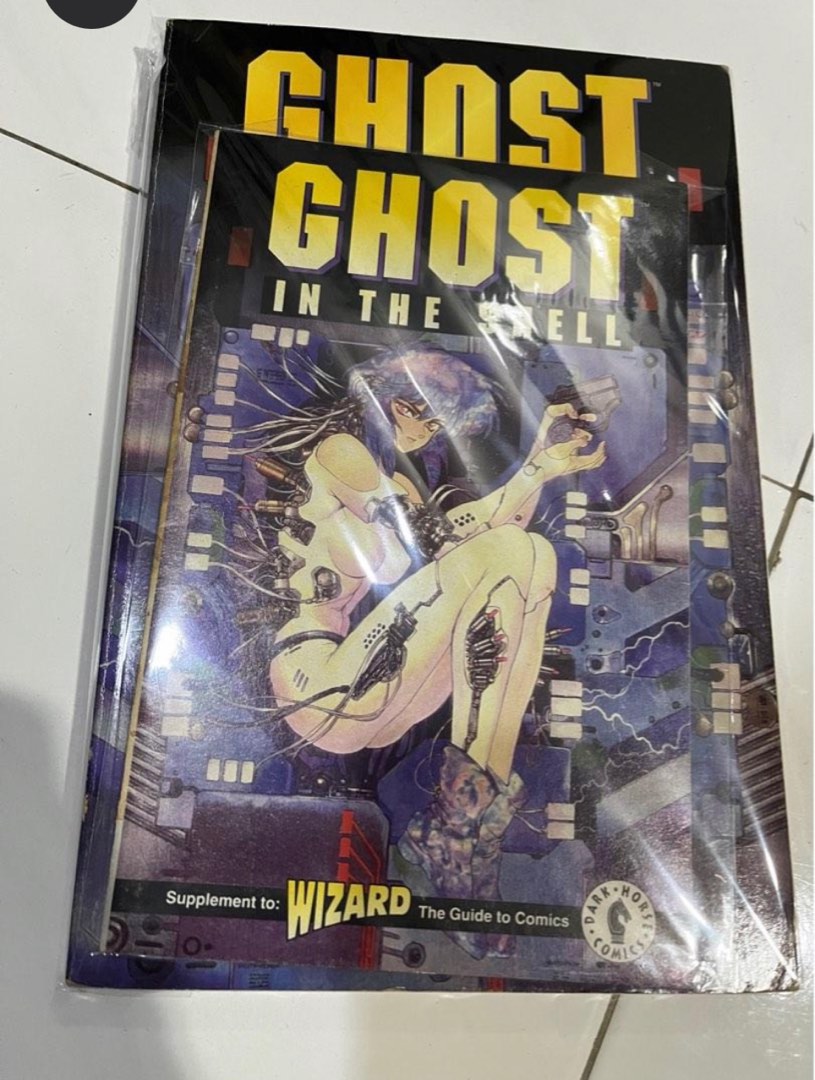 GHOST
GHOST
IN THE SHELL
Supplement to: WIZARD The Guide to Comics
DARK HORSE COMICS